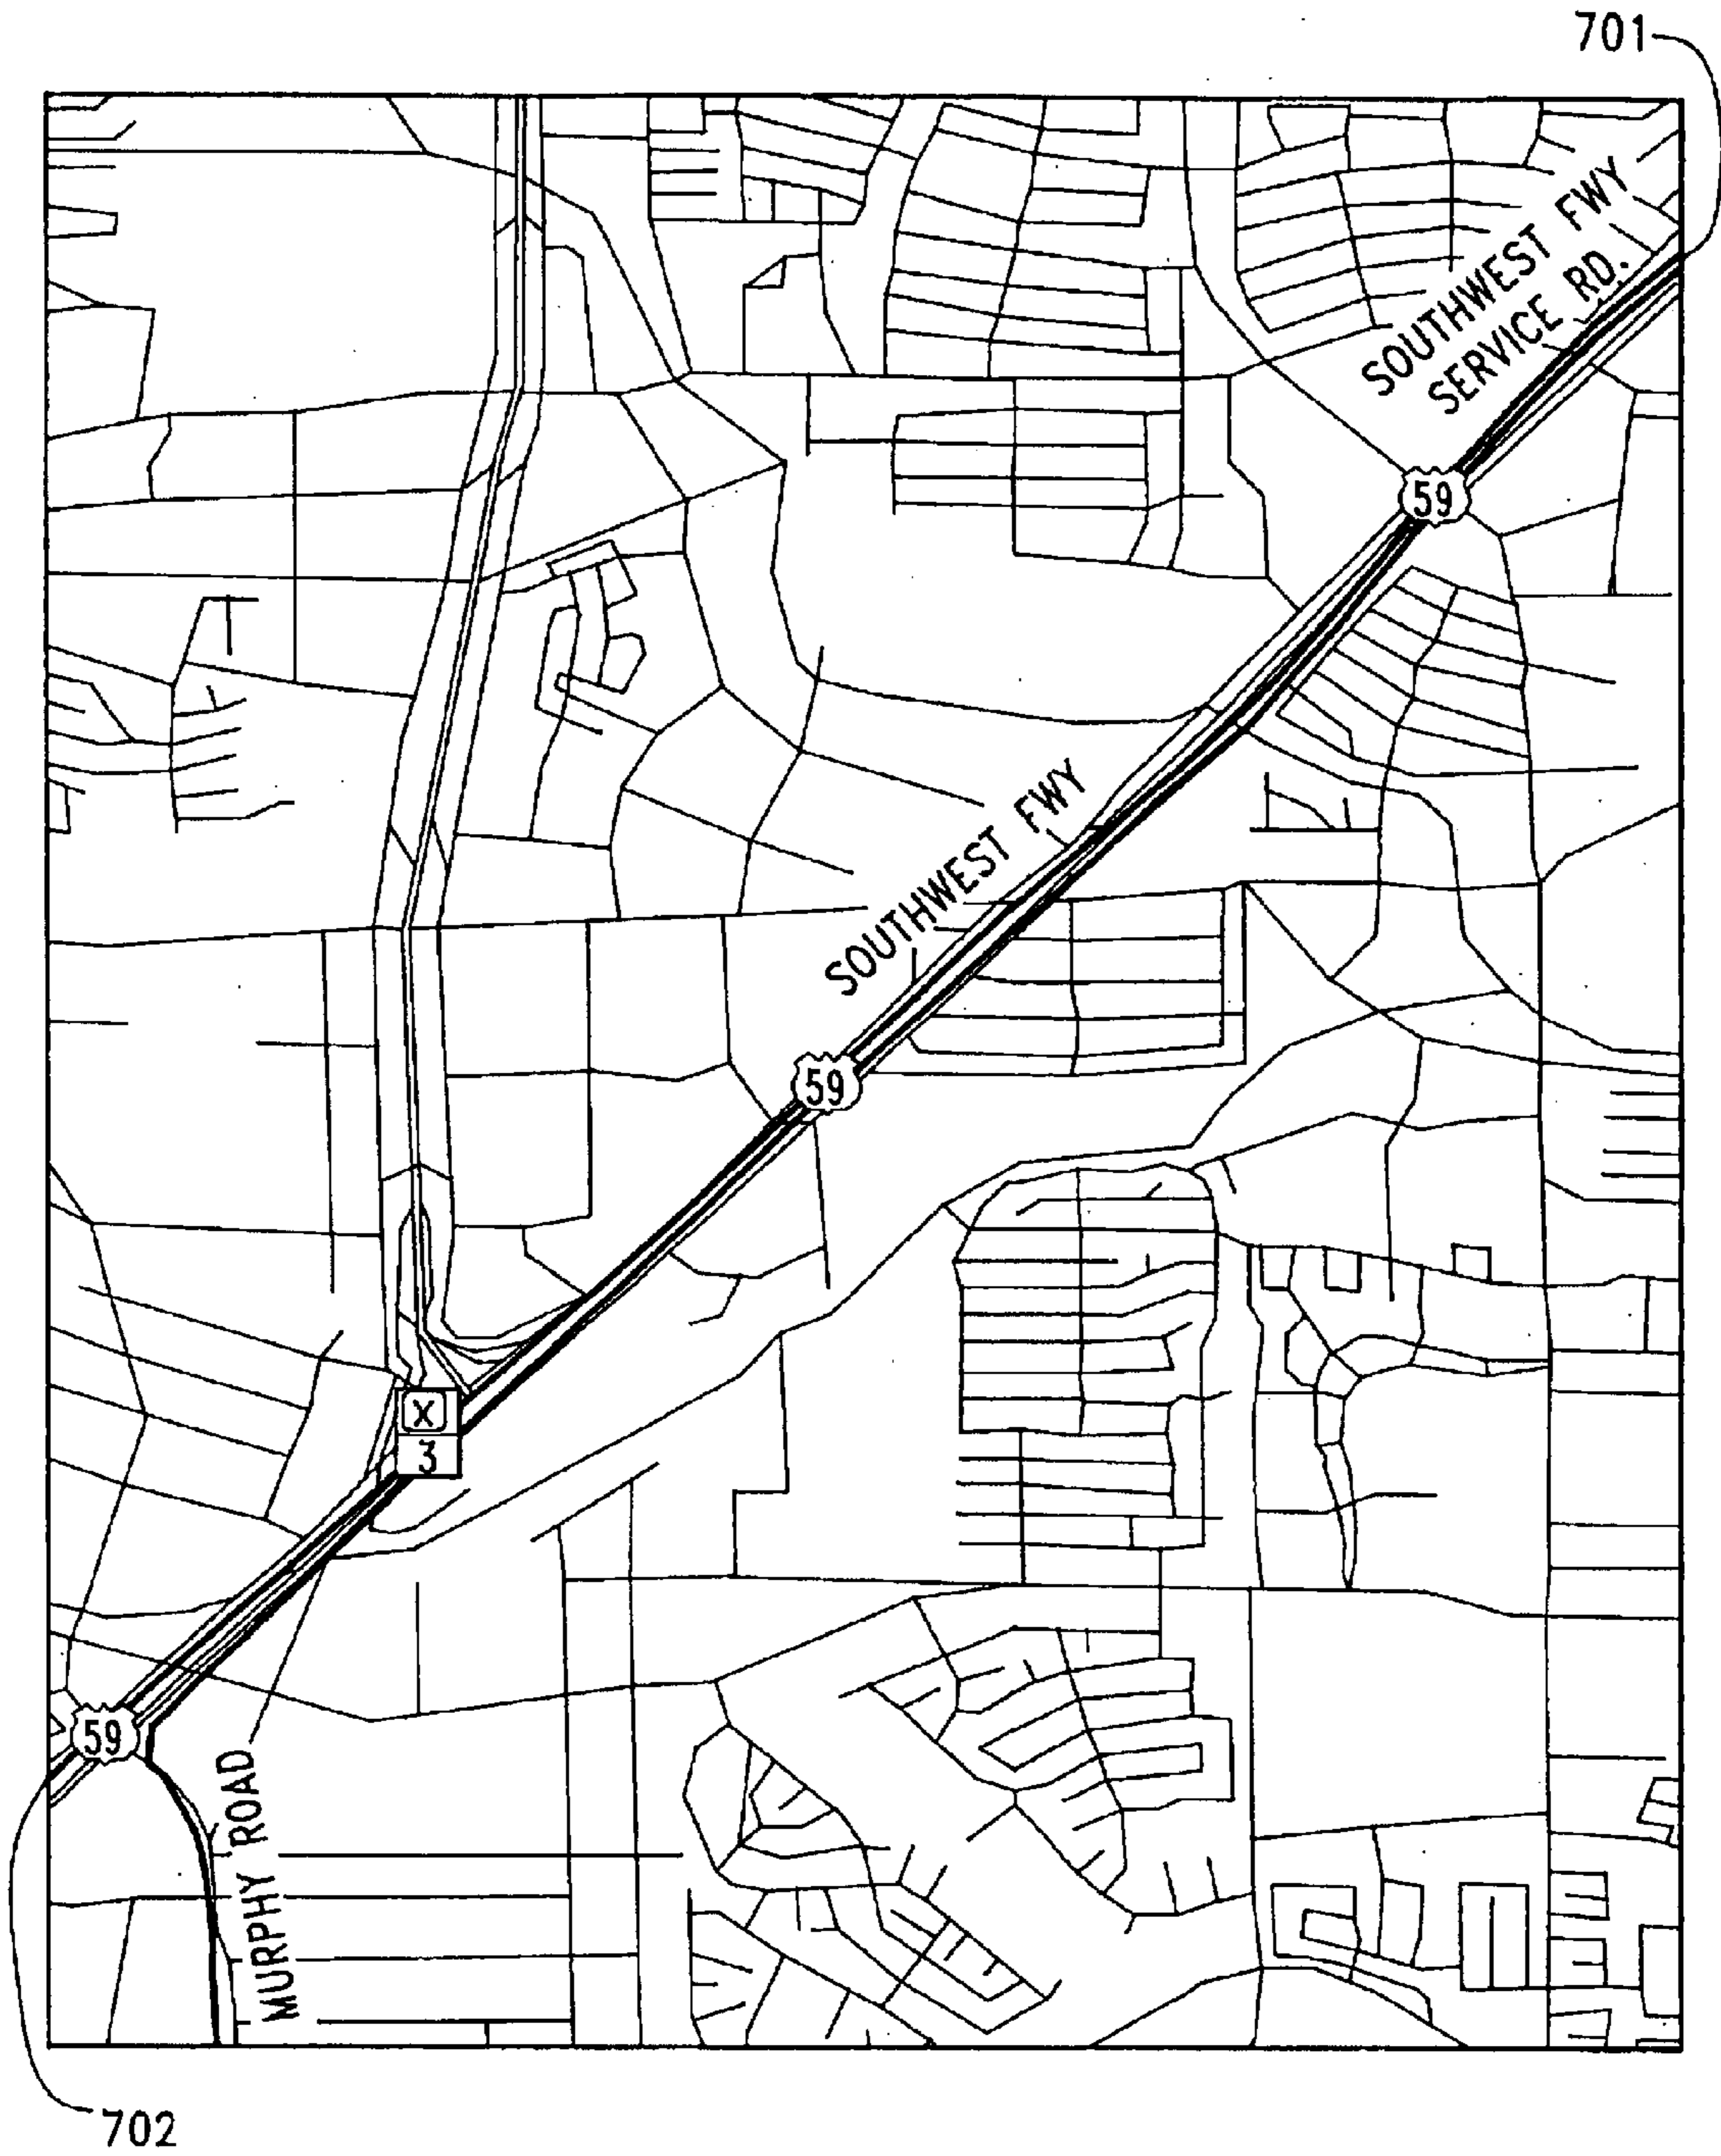 701
SOUTHWEST FWY
SERVICE RD.
59
SOUTHWEST FWY
59
X
3
59
MURPHY ROAD
702